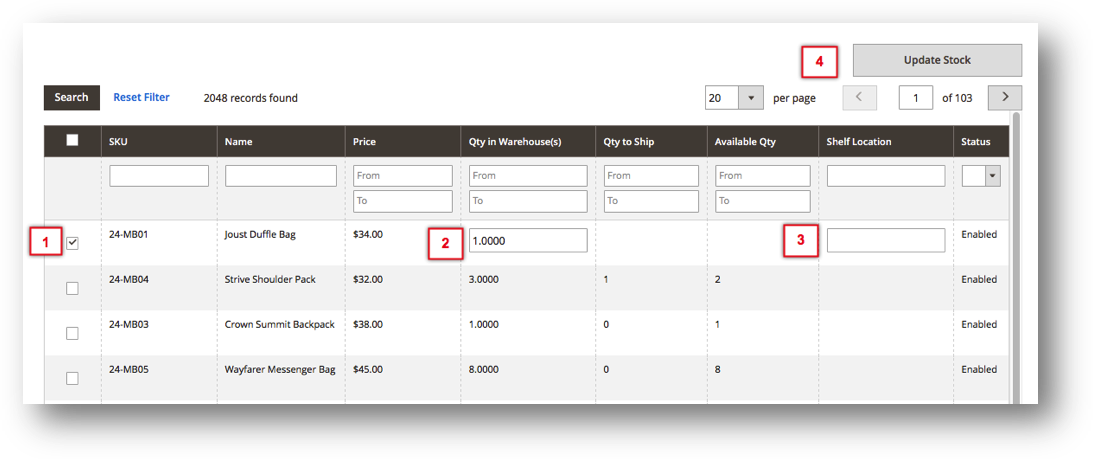 4 Update Stock
Search Reset Filter 2048 records found 20 per page 1 of 103
SKU Name Price Qty in Warehouse(s) Qty to Ship Available Qty Shelf Location Status
From From From From
To To To To
1 24-MB01 Joust Duffle Bag $34.00 2 1.0000 3 Enabled
24-MB04 Strive Shoulder Pack $32.00 3.0000 1 2 Enabled
24-MB03 Crown Summit Backpack $38.00 1.0000 0 1 Enabled
24-MB05 Wayfarer Messenger Bag $45.00 8.0000 0 8 Enabled